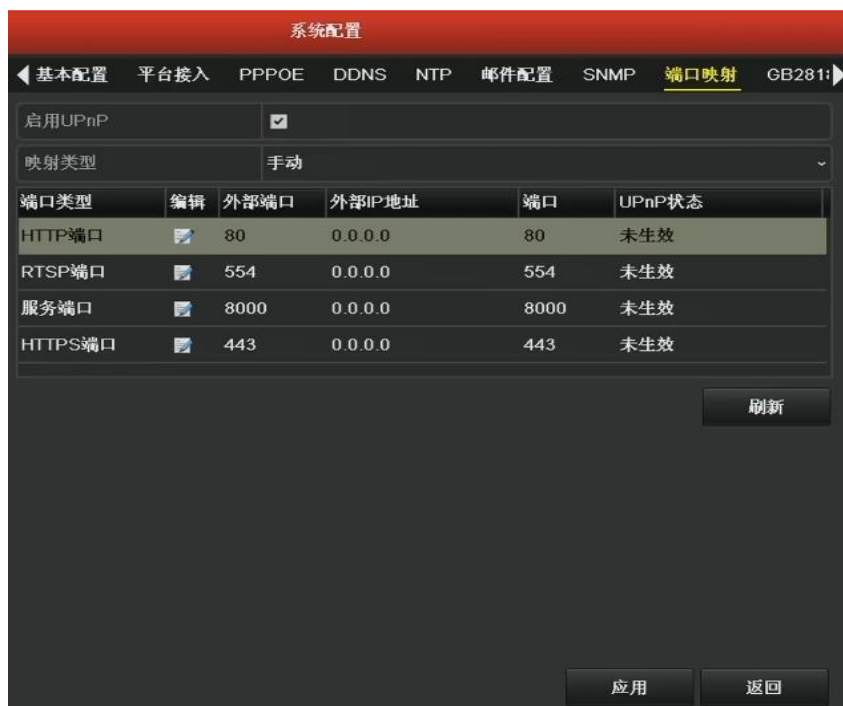 系统配置
基本配置 平台接入 PPPOE DDNS NTP 邮件配置 SNMP 端口映射 GB2818
启用UPnP
映射类型 手动
端口类型 编辑 外部端口 外部IP地址 端口 UPnP状态
HTTP端口 80 0.0.0.0 80 未生效
RTSP端口 554 0.0.0.0 554 未生效
服务端口 8000 0.0.0.0 8000 未生效
HTTPS端口 443 0.0.0.0 443 未生效
刷新
应用 返回